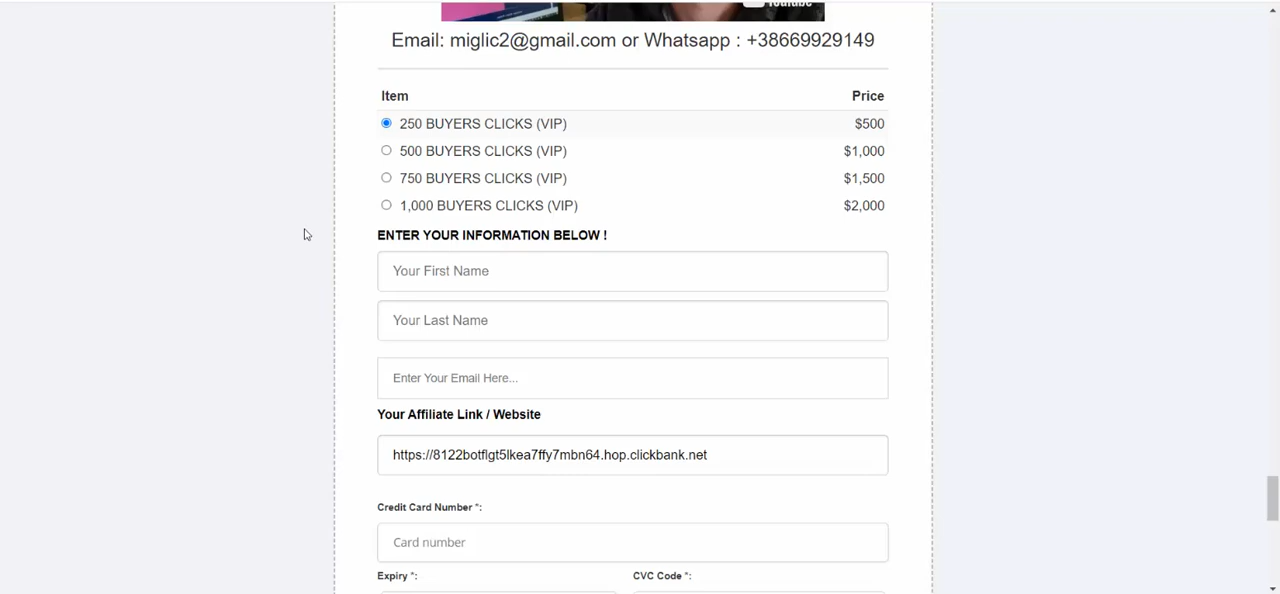 YouTube
Email: miglic2@gmail.com or Whatsapp : +38669929149
Item Price
250 BUYERS CLICKS (VIP) $500
500 BUYERS CLICKS (VIP) $1,000
750 BUYERS CLICKS (VIP) $1,500
1,000 BUYERS CLICKS (VIP) $2,000
ENTER YOUR INFORMATION BELOW !
Your First Name
Your Last Name
Enter Your Email Here...
Your Affiliate Link / Website
https://8122botflgt5lkea7ffy7mbn64.hop.clickbank.net
Credit Card Number *:
Card number
Expiry *: CVC Code *: